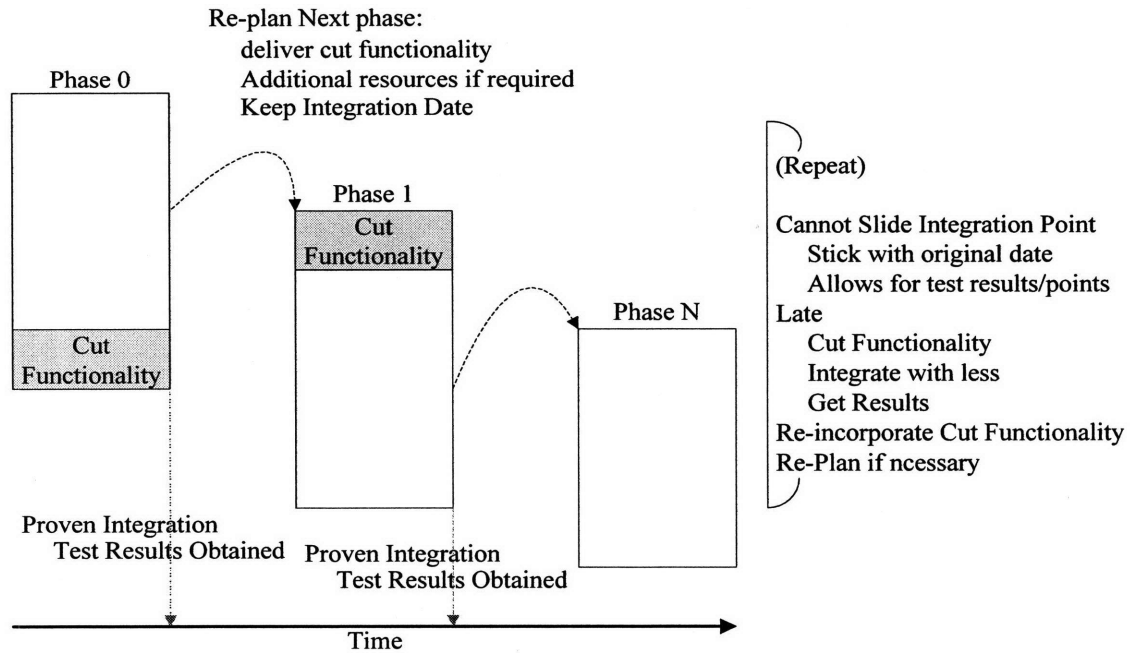 Re-plan Next phase:
deliver cut functionality
Additional resources if required
Keep Integration Date
Phase 0
Cut
Functionality
Phase 1
Cut
Functionality
Phase N
(Repeat)
Cannot Slide Integration Point
Stick with original date
Allows for test results/points
Late
Cut Functionality
Integrate with less
Get Results
Re-incorporate Cut Functionality
Re-Plan if ncessary
Proven Integration
Test Results Obtained
Proven Integration
Test Results Obtained
Time